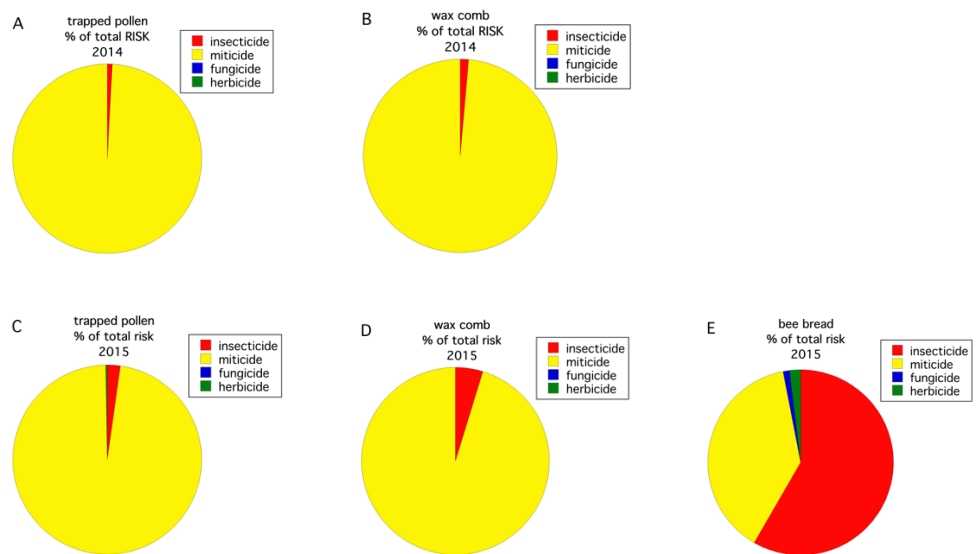 A
trapped pollen
% of total RISK
2014
insecticide
miticide
fungicide
herbicide
B
wax comb
% of total RISK
2014
insecticide
miticide
fungicide
herbicide
C
trapped pollen
% of total risk
2015
insecticide
miticide
fungicide
herbicide
D
wax comb
% of total risk
2015
insecticide
miticide
fungicide
herbicide
E
bee bread
% of total risk
2015
insecticide
miticide
fungicide
herbicide